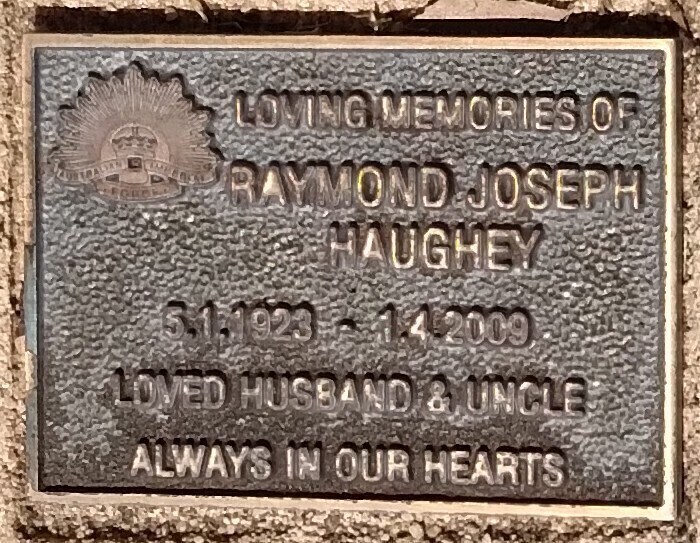 LOVING MEMORIES OF
RAYMOND JOSEPH
HAUGHEY
5.1.1923 - 1.4.2009
LOVED HUSBAND & UNCLE
ALWAYS IN OUR HEARTS